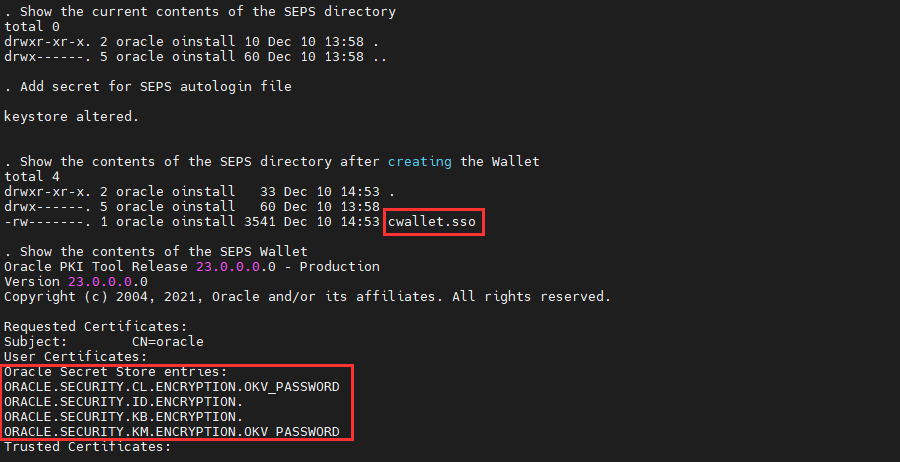 . Show the current contents of the SEPS directory
total 0
drwxr-xr-x. 2 oracle oinstall 10 Dec 10 13:58 .
drwx------. 5 oracle oinstall 60 Dec 10 13:58 ..
. Add secret for SEPS autologin file
keystore altered.
. Show the contents of the SEPS directory after creating the Wallet
total 4
drwxr-xr-x. 2 oracle oinstall   33 Dec 10 14:53 .
drwx------. 5 oracle oinstall   60 Dec 10 13:58
-rw-------. 1 oracle oinstall 3541 Dec 10 14:53 cwallet.sso
. Show the contents of the SEPS Wallet
Oracle PKI Tool Release 23.0.0.0.0 - Production
Version 23.0.0.0.0
Copyright (c) 2004, 2021, Oracle and/or its affiliates. All rights reserved.
Requested Certificates:
Subject:        CN=oracle
User Certificates:
Oracle Secret Store entries:
ORACLE.SECURITY.CL.ENCRYPTION.OKV_PASSWORD
ORACLE.SECURITY.ID.ENCRYPTION.
ORACLE.SECURITY.KB.ENCRYPTION.
ORACLE.SECURITY.KM.ENCRYPTION.OKV_PASSWORD
Trusted Certificates: